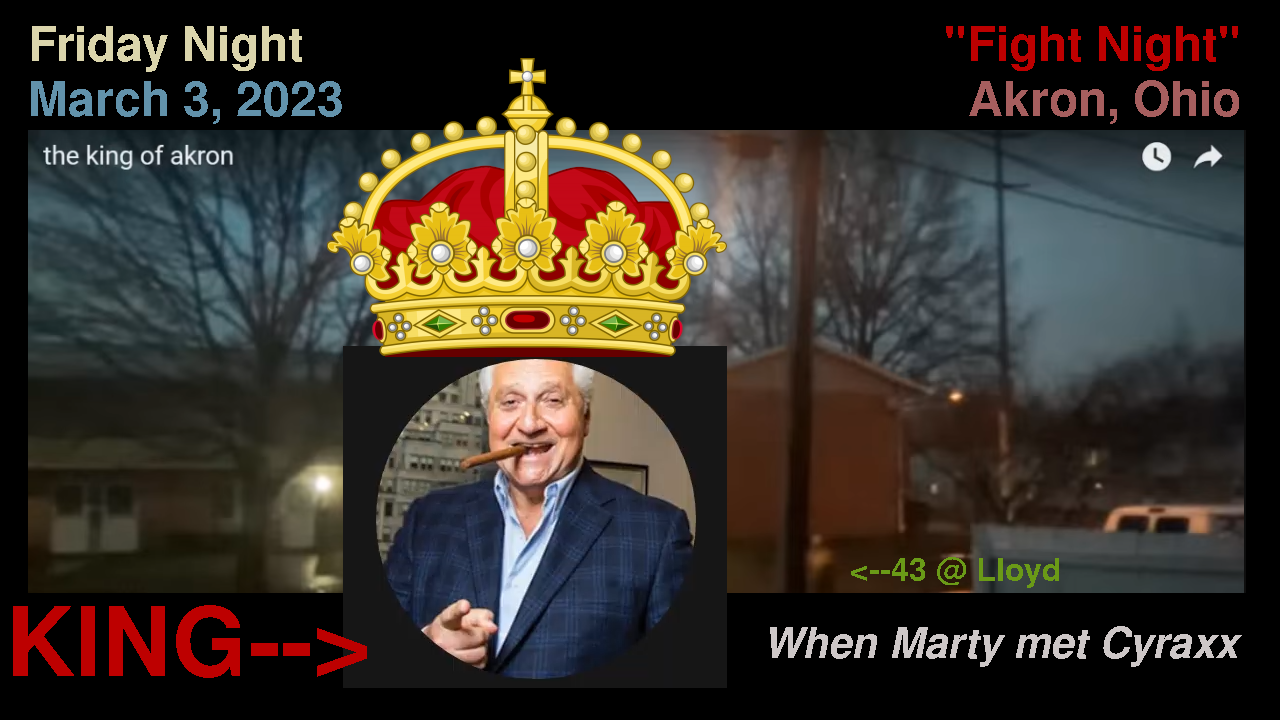 Friday Night
March 3, 2023
"Fight Night"
Akron, Ohio
the king of akron
<--43 @ Lloyd
KING-->
When Marty met Cyraxx